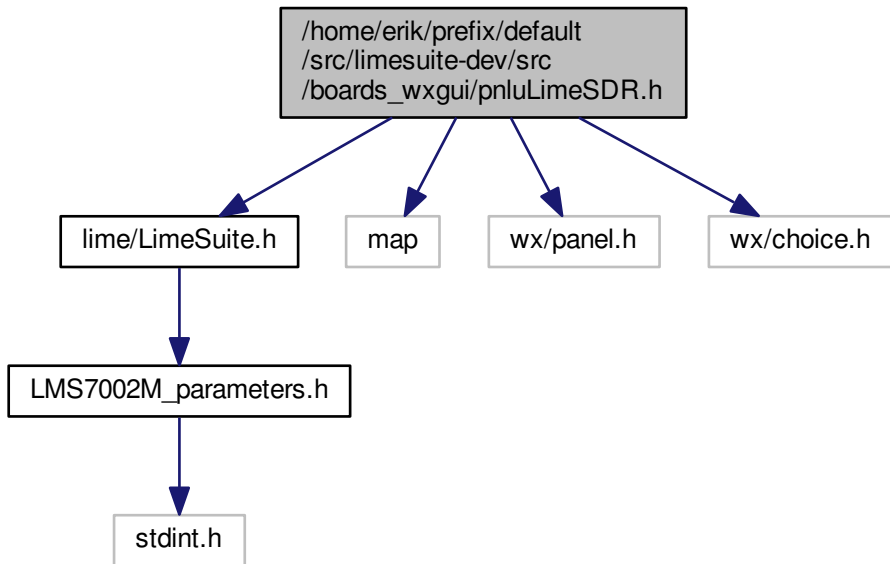 /home/erik/prefix/default
/src/limesuite-dev/src
/boards_wxgui/pnluLimeSDR.h
lime/LimeSuite.h
map
wx/panel.h
wx/choice.h
LMS7002M_parameters.h
stdint.h